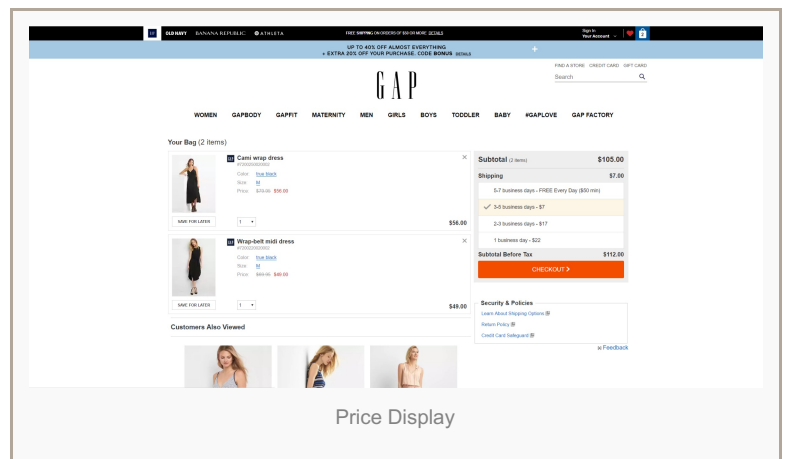 GAP OLD NAVY BANANA REPUBLIC ATHLETA FREE SHIPPING ON ORDERS OF $50 OR MORE. DETAILS Sign In
Your Account 2
UP TO 40% OFF ALMOST EVERYTHING
+ EXTRA 20% OFF YOUR PURCHASE. CODE BONUS DETAILS +
FIND A STORE CREDIT CARD GIFT CARD
Search
GAP
WOMEN GAPBODY GAPFIT MATERNITY MEN GIRLS BOYS TODDLER BABY #GAPLOVE GAP FACTORY
Your Bag (2 items)
GAP Cami wrap dress ×
Color: true black
Size: M
Price: $56.00
SAVE FOR LATER 1 $56.00
GAP Wrap-belt midi dress ×
Color: true black
Size: M
Price: $49.00
SAVE FOR LATER 1 $49.00
Customers Also Viewed
Subtotal (2 items) $105.00
Shipping $7.00
5-7 business days - FREE Every Day ($50 min)
3-5 business days - $7
2-3 business days - $17
1 business day - $22
Subtotal Before Tax $112.00
CHECKOUT >
Security & Policies
Learn About Shipping Options
Return Policy
Credit Card Safeguard
Feedback
Price Display